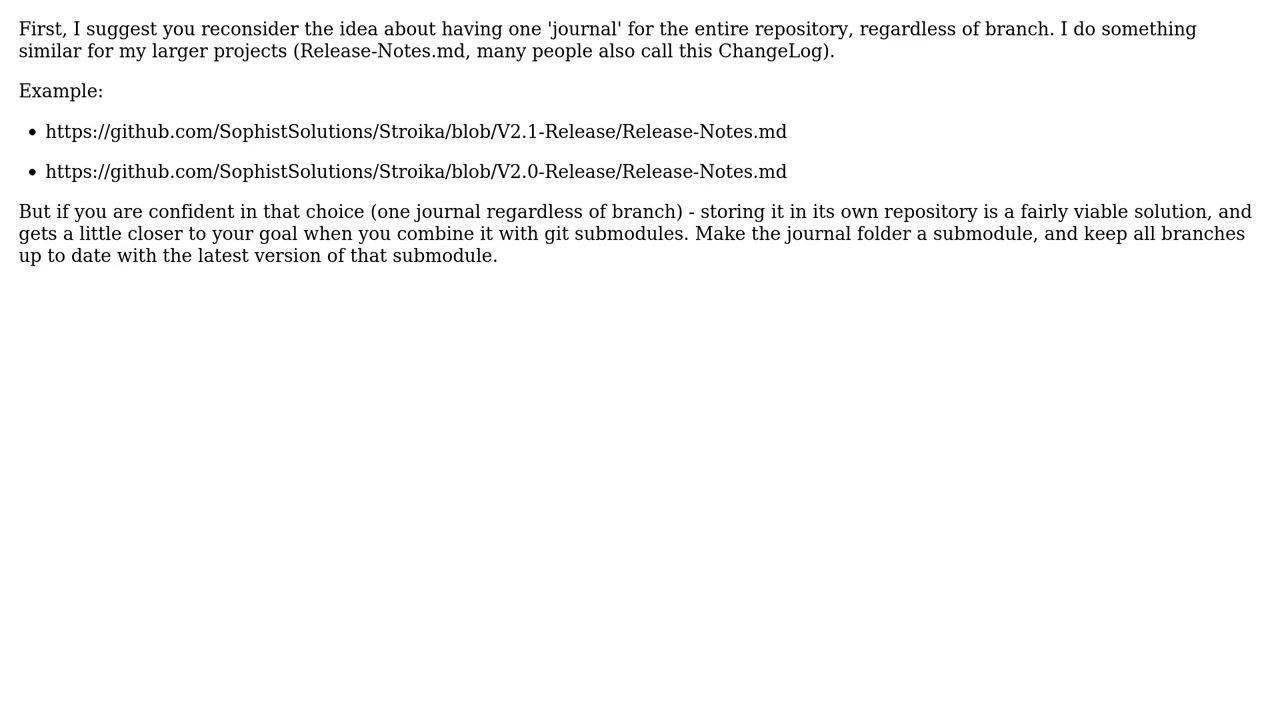 First, I suggest you reconsider the idea about having one 'journal' for the entire repository, regardless of branch. I do something
similar for my larger projects (Release-Notes.md, many people also call this ChangeLog).
Example:
• https://github.com/SophistSolutions/Stroika/blob/V2.1-Release/Release-Notes.md
• https://github.com/SophistSolutions/Stroika/blob/V2.0-Release/Release-Notes.md
But if you are confident in that choice (one journal regardless of branch) - storing it in its own repository is a fairly viable solution, and
gets a little closer to your goal when you combine it with git submodules. Make the journal folder a submodule, and keep all branches
up to date with the latest version of that submodule.